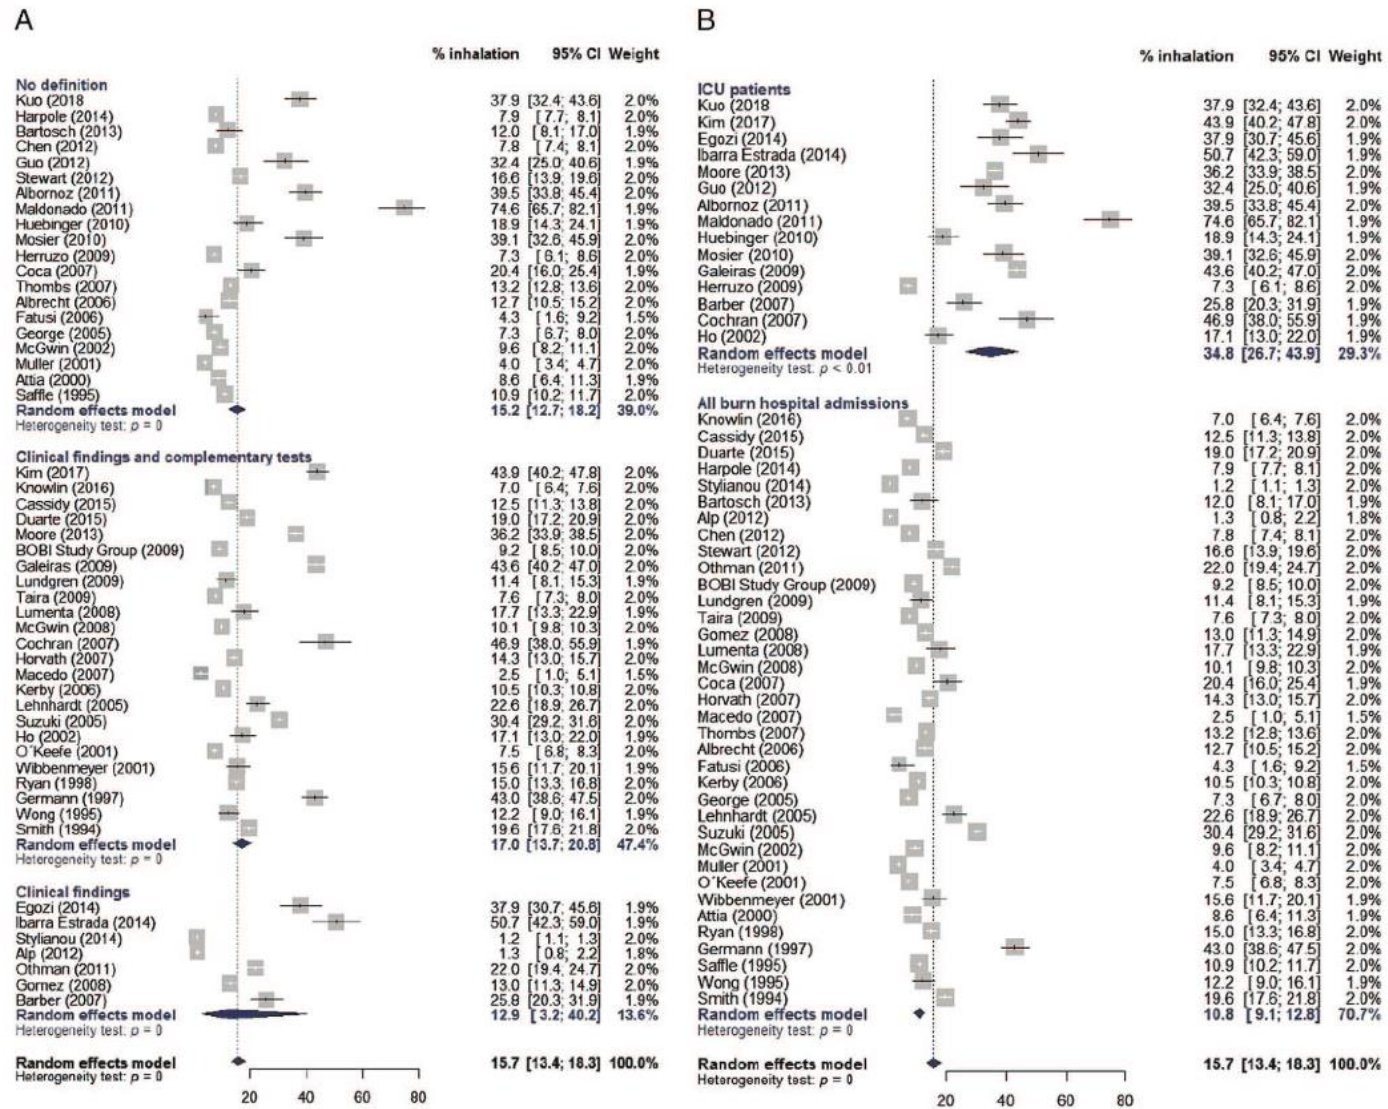 A
% inhalation 95% CI Weight
No definition
Kuo (2018 37.9 [32.4; 43.6] 2.0%
Harpole (2014) 7.9 [7.7; 8.1] 2.0%
Bartosch (2013) 12.0 [8.1; 17.0] 1.9%
Chen (2012) 7.8 [7.4; 8.1] 2.0%
Guo (2012) 32.4 [25.0; 40.6] 1.9%
Stewart (2012) 16.6 [13.9; 19.6] 2.0%
Albornoz (2011) 39.5 [33.8; 45.4] 2.0%
Maldonado (2011) 74.6 [65.7; 82.1] 1.9%
Huebinger (2010) 18.9 [14.3; 24.1] 1.9%
Mosier (2010) 39.1 [32.6; 45.9] 2.0%
Herruzo (2009) 7.3 [6.1; 8.6] 2.0%
Coca (2007) 20.4 [16.0; 25.4] 1.9%
Thombs (2007) 13.2 [12.8; 13.6] 2.0%
Albrecht (2006) 12.7 [10.5; 15.2] 2.0%
Fatusi (2006) 4.3 [1.6; 9.2] 1.5%
George (2005) 7.3 [6.7; 8.0] 2.0%
McGwin (2002) 9.6 [8.2; 11.1] 2.0%
Muller (2001) 4.0 [3.4; 4.7] 2.0%
Attia (2000) 8.6 [6.4; 11.3] 1.9%
Saffle (1995) 10.9 [10.2; 11.7] 2.0%
Random effects model 15.2 [12.7; 18.2] 39.0%
Heterogeneity test: p = 0
Clinical findings and complementary tests
Kim (2017) 43.9 [40.2; 47.8] 2.0%
Knowlin (2016) 7.0 [6.4; 7.6] 2.0%
Cassidy (2015) 12.5 [11.3; 13.8] 2.0%
Duarte (2015) 19.0 [17.2; 20.9] 2.0%
Moore (2013) 36.2 [33.9; 38.5] 2.0%
BOBI Study Group (2009) 9.2 [8.5; 10.0] 2.0%
Galeiras (2009) 43.6 [40.2; 47.0] 2.0%
Lundgren (2009) 11.4 [8.1; 15.3] 1.9%
Taira (2009) 7.6 [7.3; 8.0] 2.0%
Lumenta (2008) 17.7 [13.3; 22.9] 1.9%
McGwin (2008) 10.1 [9.8; 10.3] 2.0%
Cochran (2007) 46.9 [38.0; 55.9] 1.9%
Horvath (2007) 14.3 [13.0; 15.7] 2.0%
Macedo (2007) 2.5 [1.0; 5.1] 1.5%
Kerby (2006) 10.5 [10.3; 10.8] 2.0%
Lehnhardt (2005) 22.6 [18.9; 26.7] 2.0%
Suzuki (2005) 30.4 [29.2; 31.6] 2.0%
Ho (2002) 17.1 [13.0; 22.0] 1.9%
O´Keefe (2001) 7.5 [6.8; 8.3] 2.0%
Wibbenmeyer (2001) 15.6 [11.7; 20.1] 1.9%
Ryan (1998) 15.0 [13.3; 16.8] 2.0%
Germann (1997) 43.0 [38.6; 47.5] 2.0%
Wong (1995) 12.2 [9.0; 16.1] 1.9%
Smith (1994) 19.6 [17.6; 21.8] 2.0%
Random effects model 17.0 [13.7; 20.8] 47.4%
Heterogeneity test: p = 0
Clinical findings
Egozi (2014) 37.9 [30.7; 45.6] 1.9%
Ibarra Estrada (2014) 50.7 [42.3; 59.0] 1.9%
Stylianou (2014) 1.2 [1.1; 1.3] 2.0%
Alp (2012) 1.3 [0.8; 2.2] 1.8%
Othman (2011) 22.0 [19.4; 24.7] 2.0%
Gomez (2008) 13.0 [11.3; 14.9] 2.0%
Barber (2007) 25.8 [20.3; 31.9] 1.9%
Random effects model 12.9 [3.2; 40.2] 13.6%
Heterogeneity test: p = 0
Random effects model 15.7 [13.4; 18.3] 100.0%
Heterogeneity test: p = 0
20 40 60 80
B
% inhalation 95% CI Weight
ICU patients
Kuo (2018 37.9 [32.4; 43.6] 2.0%
Kim (2017) 43.9 [40.2; 47.8] 2.0%
Egozi (2014) 37.9 [30.7; 45.6] 1.9%
Ibarra Estrada (2014) 50.7 [42.3; 59.0] 1.9%
Moore (2013) 36.2 [33.9; 38.5] 2.0%
Guo (2012) 32.4 [25.0; 40.6] 1.9%
Albornoz (2011) 39.5 [33.8; 45.4] 2.0%
Maldonado (2011) 74.6 [65.7; 82.1] 1.9%
Huebinger (2010) 18.9 [14.3; 24.1] 1.9%
Mosier (2010) 39.1 [32.6; 45.9] 2.0%
Galeiras (2009) 43.6 [40.2; 47.0] 2.0%
Herruzo (2009) 7.3 [6.1; 8.6] 2.0%
Barber (2007) 25.8 [20.3; 31.9] 1.9%
Cochran (2007) 46.9 [38.0; 55.9] 1.9%
Ho (2002) 17.1 [13.0; 22.0] 1.9%
Random effects model 34.8 [26.7; 43.9] 29.3%
Heterogeneity test: p < 0.01
All burn hospital admissions
Knowlin (2016) 7.0 [6.4; 7.6] 2.0%
Cassidy (2015) 12.5 [11.3; 13.8] 2.0%
Duarte (2015) 19.0 [17.2; 20.9] 2.0%
Harpole (2014) 7.9 [7.7; 8.1] 2.0%
Stylianou (2014) 1.2 [1.1; 1.3] 2.0%
Bartosch (2013) 12.0 [8.1; 17.0] 1.9%
Alp (2012) 1.3 [0.8; 2.2] 1.8%
Chen (2012) 7.8 [7.4; 8.1] 2.0%
Stewart (2012) 16.6 [13.9; 19.6] 2.0%
Othman (2011) 22.0 [19.4; 24.7] 2.0%
BOBI Study Group (2009) 9.2 [8.5; 10.0] 2.0%
Lundgren (2009) 11.4 [8.1; 15.3] 1.9%
Taira (2009) 7.6 [7.3; 8.0] 2.0%
Gomez (2008) 13.0 [11.3; 14.9] 2.0%
Lumenta (2008) 17.7 [13.3; 22.9] 1.9%
McGwin (2008) 10.1 [9.8; 10.3] 2.0%
Coca (2007) 20.4 [16.0; 25.4] 1.9%
Horvath (2007) 14.3 [13.0; 15.7] 2.0%
Macedo (2007) 2.5 [1.0; 5.1] 1.5%
Thombs (2007) 13.2 [12.8; 13.6] 2.0%
Albrecht (2006) 12.7 [10.5; 15.2] 2.0%
Fatusi (2006) 4.3 [1.6; 9.2] 1.5%
Kerby (2006) 10.5 [10.3; 10.8] 2.0%
George (2005) 7.3 [6.7; 8.0] 2.0%
Lehnhardt (2005) 22.6 [18.9; 26.7] 2.0%
Suzuki (2005) 30.4 [29.2; 31.6] 2.0%
McGwin (2002) 9.6 [8.2; 11.1] 2.0%
Muller (2001) 4.0 [3.4; 4.7] 2.0%
O´Keefe (2001) 7.5 [6.8; 8.3] 2.0%
Wibbenmeyer (2001) 15.6 [11.7; 20.1] 1.9%
Attia (2000) 8.6 [6.4; 11.3] 1.9%
Ryan (1998) 15.0 [13.3; 16.8] 2.0%
Germann (1997) 43.0 [38.6; 47.5] 2.0%
Saffle (1995) 10.9 [10.2; 11.7] 2.0%
Wong (1995) 12.2 [9.0; 16.1] 1.9%
Smith (1994) 19.6 [17.6; 21.8] 2.0%
Random effects model 10.8 [9.1; 12.8] 70.7%
Heterogeneity test: p = 0
Random effects model 15.7 [13.4; 18.3] 100.0%
Heterogeneity test: p = 0
20 40 60 80